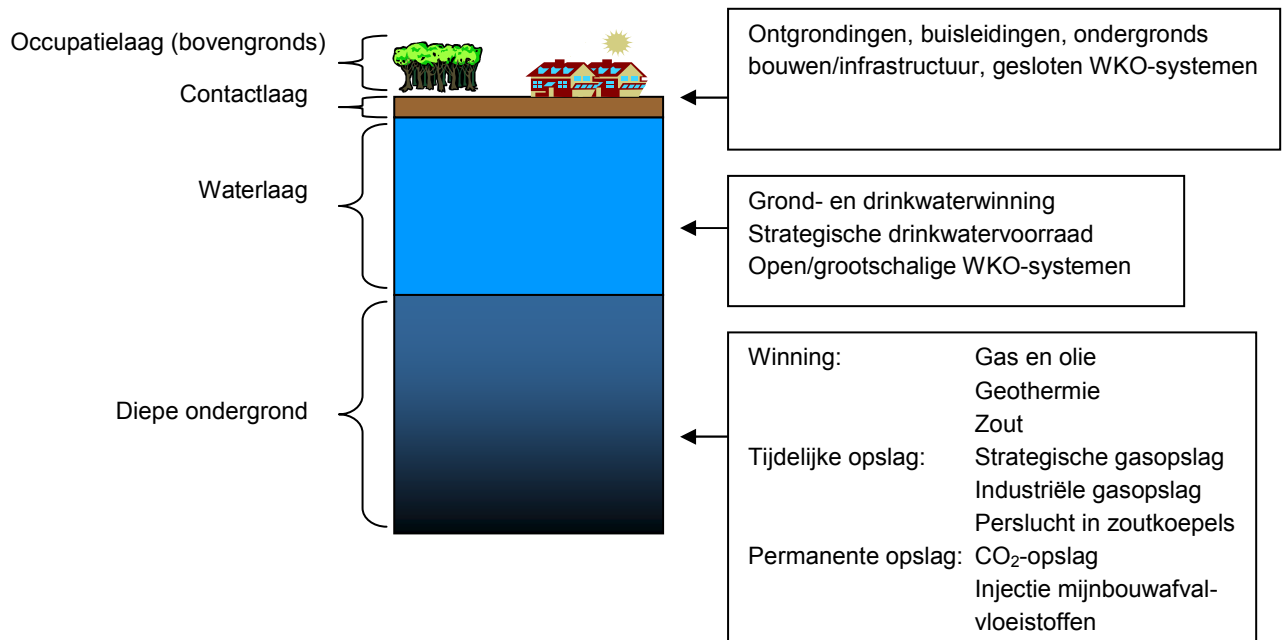 Occupatielaag (bovengronds)
Contactlaag
Waterlaag
Diepe ondergrond
Ontgrondingen, buisleidingen, ondergronds
bouwen/infrastructuur, gesloten WKO-systemen
Grond- en drinkwaterwinning
Strategische drinkwatervoorraad
Open/grootschalige WKO-systemen
Winning: Gas en olie
Geothermie
Zout
Tijdelijke opslag: Strategische gasopslag
Industriële gasopslag
Perslucht in zoutkoepels
Permanente opslag: CO₂-opslag
Injectie mijnbouwafval-
vloeistoffen